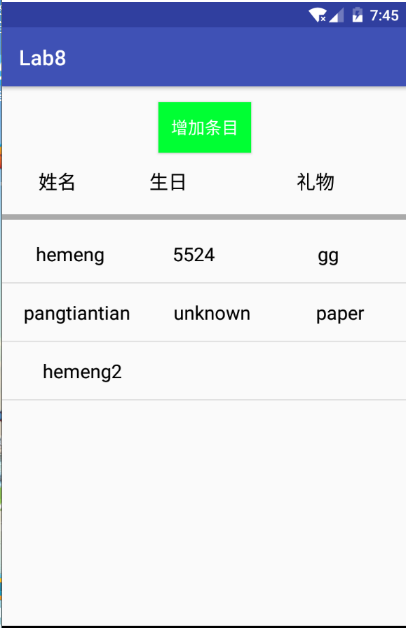 7:45
Lab8
增加条目
姓名 生日 礼物
hemeng 5524 gg
pangtiantian unknown paper
hemeng2